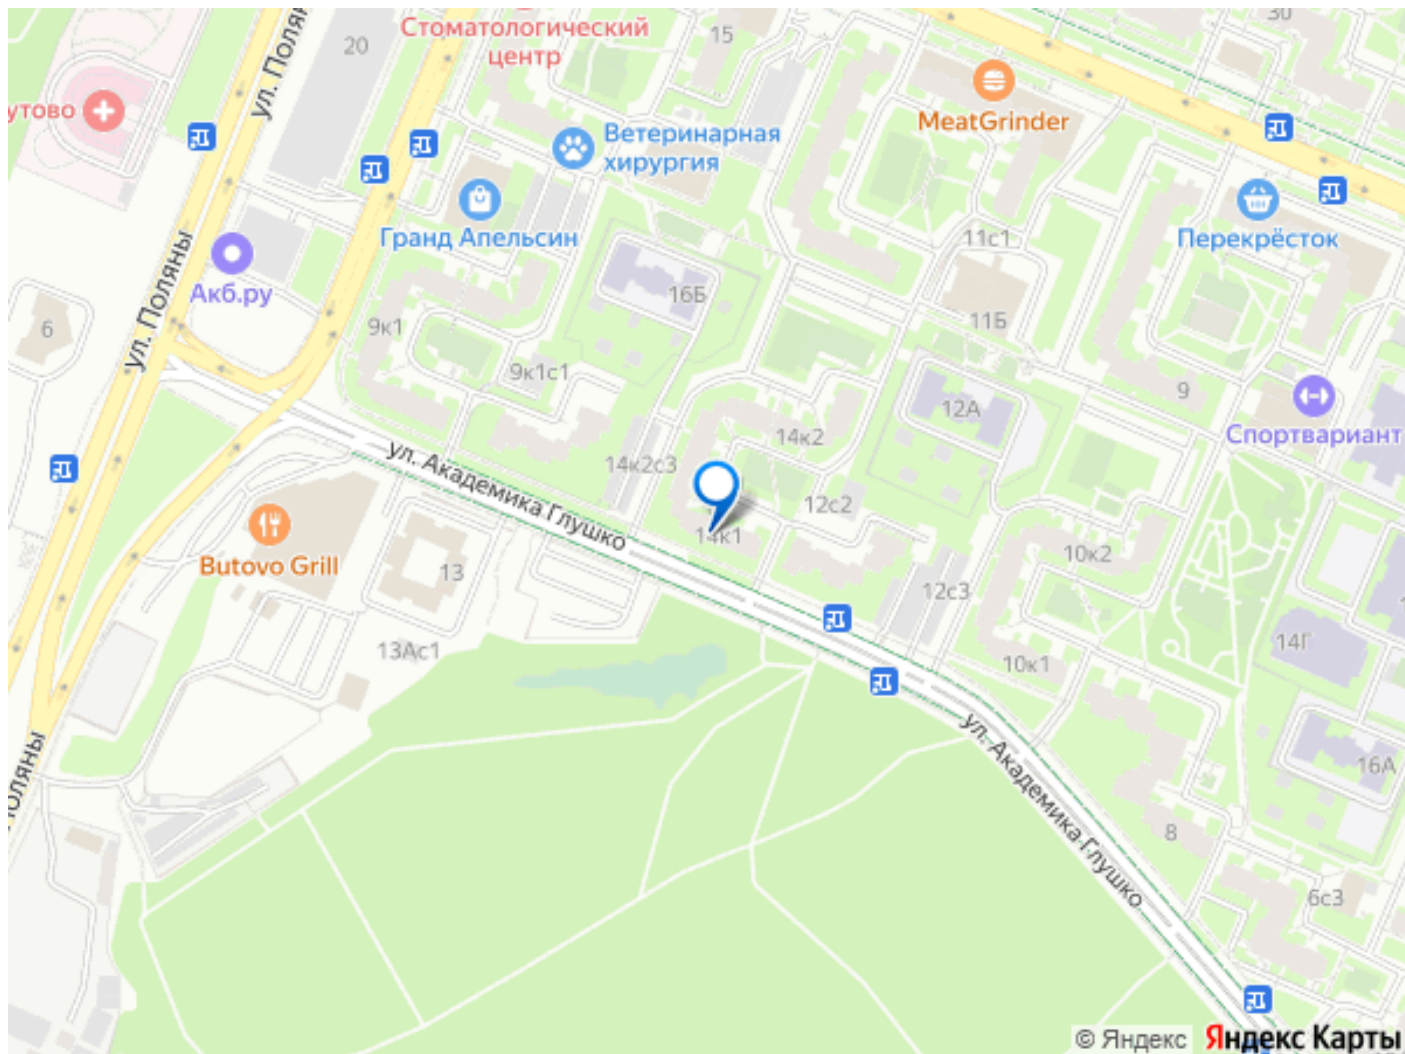 Стоматологический
центр
15
30
20
ул. Поляны
MeatGrinder
утово
Ветеринарная
хирургия
Гранд Апельсин
11с1
Перекрёсток
ул. Поляны
Акб.ру
16Б
6
9к1
11Б
9к1с1
9
12А
14к2
Спортвариант
ул. Академика Глушко
14к2с3
12с2
14к1
Butovo Grill
13
10к2
12с3
13Ас1
14Г
10к1
ул. Академика Глушко
16А
Поляны
8
6с3
© Яндекс
Яндекс Карты